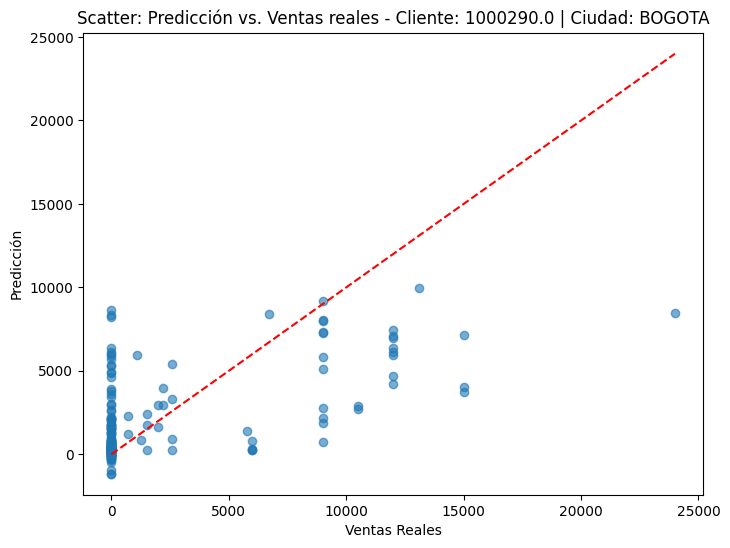 Scatter: Predicción vs. Ventas reales - Cliente: 1000290.0 | Ciudad: BOGOTA
25000
20000
15000
10000
5000
0
Predicción
0 5000 10000 15000 20000 25000
Ventas Reales